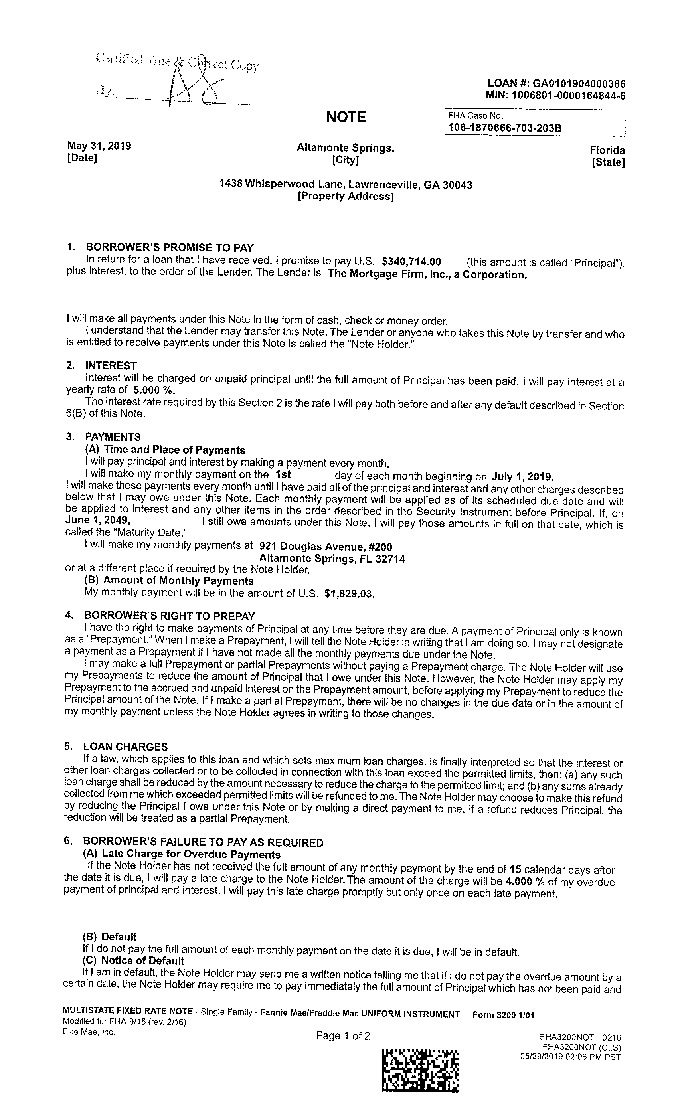 Certified True & Correct Copy
By
LOAN #: GA0101904000386
MIN: 1006801-0000164844-6
NOTE
FHA Case No.
106-1870666-703-203B
May 31, 2019
Altamonte Springs,
Florida
[Date]
[City]
[State]
1438 Whisperwood Lane, Lawrenceville, GA 30043
[Property Address]
1. BORROWER'S PROMISE TO PAY
In return for a loan that I have received, I promise to pay U.S. $340,714.00 (this amount is called "Principal"),
plus interest, to the order of the Lender. The Lender is The Mortgage Firm, Inc., a Corporation.
I will make all payments under this Note in the form of cash, check or money order.
I understand that the Lender may transfer this Note. The Lender or anyone who takes this Note by transfer and who
is entitled to receive payments under this Note is called the "Note Holder."
2. INTEREST
Interest will be charged on unpaid principal until the full amount of Principal has been paid. I will pay interest at a
yearly rate of 5.000 %.
The interest rate required by this Section 2 is the rate I will pay both before and after any default described in Section
6(B) of this Note.
3. PAYMENTS
(A) Time and Place of Payments
I will pay principal and interest by making a payment every month.
I will make my monthly payment on the 1st day of each month beginning on July 1, 2019.
I will make these payments every month until I have paid all of the principal and interest and any other charges described
below that I may owe under this Note. Each monthly payment will be applied as of its scheduled due date and will
be applied to interest and any other items in the order described in the Security Instrument before Principal. If, on
June 1, 2049, I still owe amounts under this Note, I will pay those amounts in full on that date, which is
called the "Maturity Date."
I will make my monthly payments at 921 Douglas Avenue, #200
Altamonte Springs, FL 32714
or at a different place if required by the Note Holder.
(B) Amount of Monthly Payments
My monthly payment will be in the amount of U.S. $1,829.03.
4. BORROWER'S RIGHT TO PREPAY
I have the right to make payments of Principal at any time before they are due. A payment of Principal only is known
as a "Prepayment." When I make a Prepayment, I will tell the Note Holder in writing that I am doing so. I may not designate
a payment as a Prepayment if I have not made all the monthly payments due under the Note.
I may make a full Prepayment or partial Prepayments without paying a Prepayment charge. The Note Holder will use
my Prepayments to reduce the amount of Principal that I owe under this Note. However, the Note Holder may apply my
Prepayment to the accrued and unpaid interest on the Prepayment amount, before applying my Prepayment to reduce the
Principal amount of the Note. If I make a partial Prepayment, there will be no changes in the due date or in the amount of
my monthly payment unless the Note Holder agrees in writing to those changes.
5. LOAN CHARGES
If a law, which applies to this loan and which sets maximum loan charges, is finally interpreted so that the interest or
other loan charges collected or to be collected in connection with this loan exceed the permitted limits, then: (a) any such
loan charge shall be reduced by the amount necessary to reduce the charge to the permitted limit; and (b) any sums already
collected from me which exceeded permitted limits will be refunded to me. The Note Holder may choose to make this refund
by reducing the Principal I owe under this Note or by making a direct payment to me. If a refund reduces Principal, the
reduction will be treated as a partial Prepayment.
6. BORROWER'S FAILURE TO PAY AS REQUIRED
(A) Late Charge for Overdue Payments
If the Note Holder has not received the full amount of any monthly payment by the end of 15 calendar days after
the date it is due, I will pay a late charge to the Note Holder. The amount of the charge will be 4.000 % of my overdue
payment of principal and interest. I will pay this late charge promptly but only once on each late payment.
(B) Default
If I do not pay the full amount of each monthly payment on the date it is due, I will be in default.
(C) Notice of Default
If I am in default, the Note Holder may send me a written notice telling me that if I do not pay the overdue amount by a
certain date, the Note Holder may require me to pay immediately the full amount of Principal which has not been paid and
MULTISTATE FIXED RATE NOTE - Single Family - Fannie Mae/Freddie Mac UNIFORM INSTRUMENT Form 3200 1/01
Modified for FHA 9/15 (rev. 2/16)
Ellie Mae, Inc.
Page 1 of 2
FHA3200NOT 0216
FHA3200NOT (CLS)
05/29/2019 02:06 PM PST